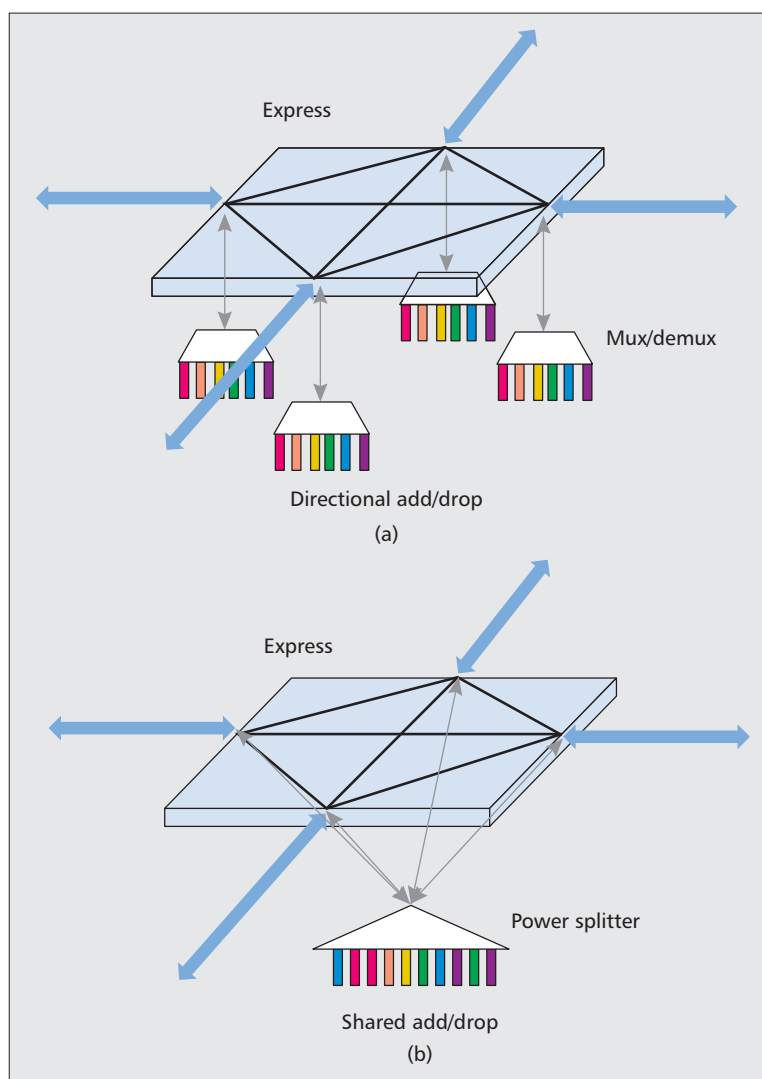 Express
Mux/demux
Directional add/drop
(a)
Express
Power splitter
Shared add/drop
(b)